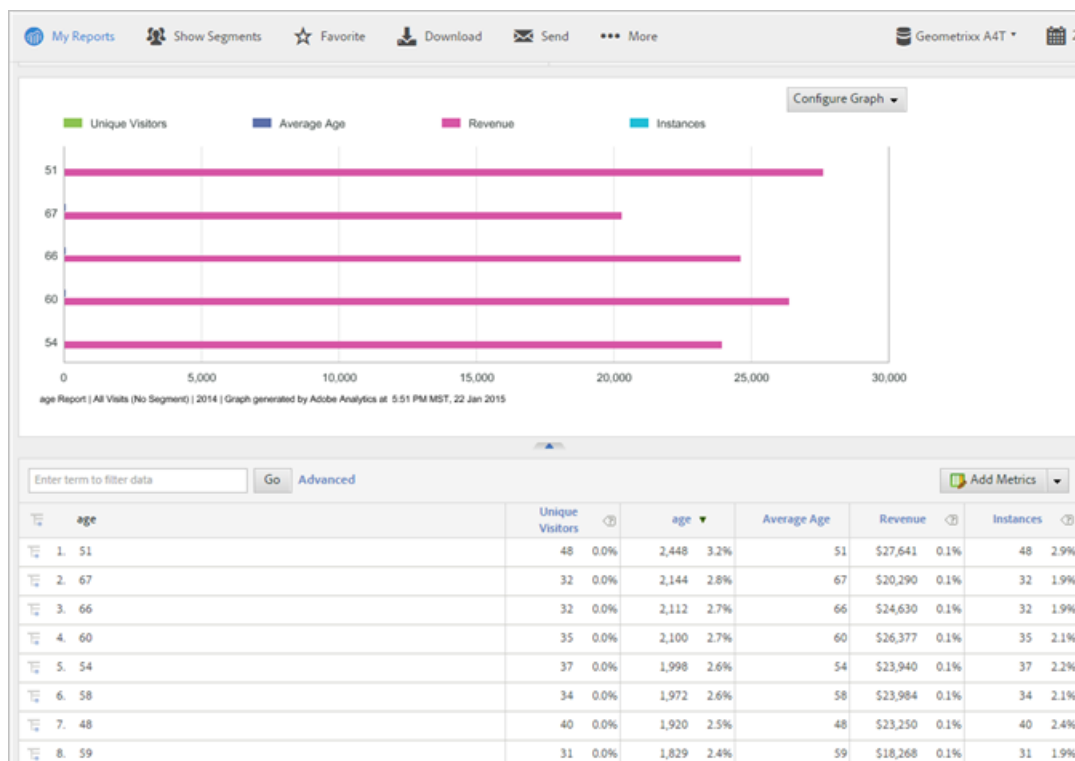 My Reports Show Segments Favorite Download Send More Geometrixx A4T
Configure Graph
Unique Visitors Average Age Revenue Instances
51
67
66
60
54
0 5,000 10,000 15,000 20,000 25,000 30,000
age Report | All Visits (No Segment) | 2014 | Graph generated by Adobe Analytics at 5:51 PM MST, 22 Jan 2015
Enter term to filter data Go Advanced Add Metrics
age Unique Visitors age Average Age Revenue Instances
1. 51 48 0.0% 2,448 3.2% 51 $27,641 0.1% 48 2.9%
2. 67 32 0.0% 2,144 2.8% 67 $20,290 0.1% 32 1.9%
3. 66 32 0.0% 2,112 2.7% 66 $24,630 0.1% 32 1.9%
4. 60 35 0.0% 2,100 2.7% 60 $26,377 0.1% 35 2.1%
5. 54 37 0.0% 1,998 2.6% 54 $23,940 0.1% 37 2.2%
6. 58 34 0.0% 1,972 2.6% 58 $23,984 0.1% 34 2.1%
7. 48 40 0.0% 1,920 2.5% 48 $23,250 0.1% 40 2.4%
8. 59 31 0.0% 1,829 2.4% 59 $18,268 0.1% 31 1.9%